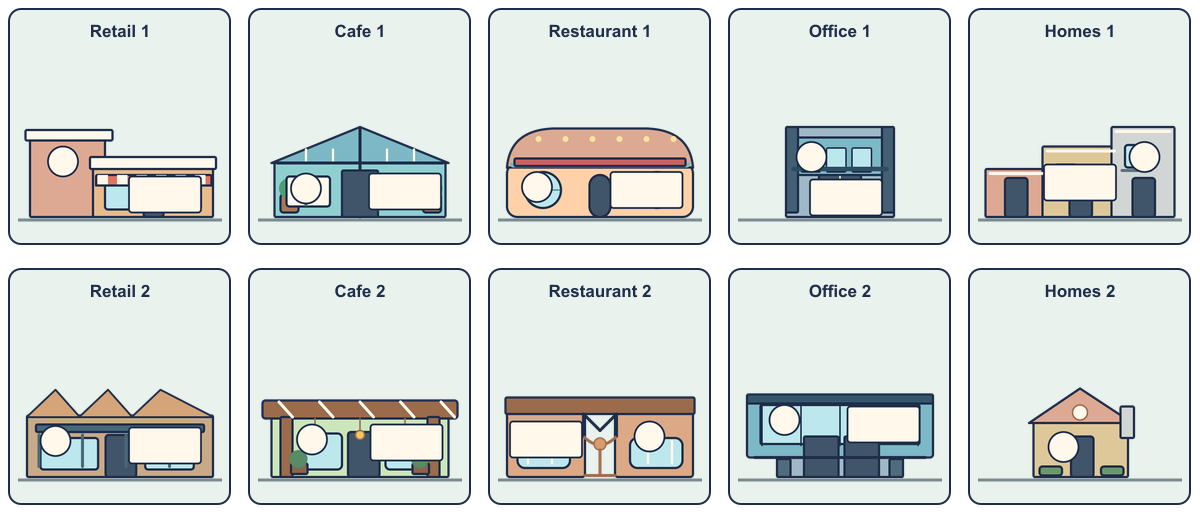 Retail 1
Cafe 1
Restaurant 1
Office 1
Homes 1
Retail 2
Cafe 2
Restaurant 2
Office 2
Homes 2